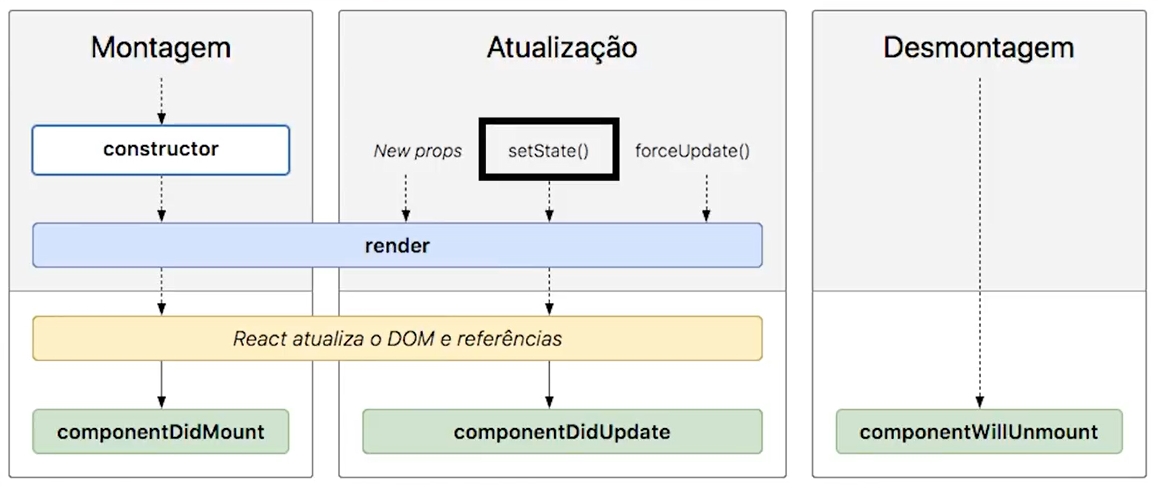 Montagem
Atualização
Desmontagem
constructor
New props
setState()
forceUpdate()
render
React atualiza o DOM e referências
componentDidMount
componentDidUpdate
componentWillUnmount